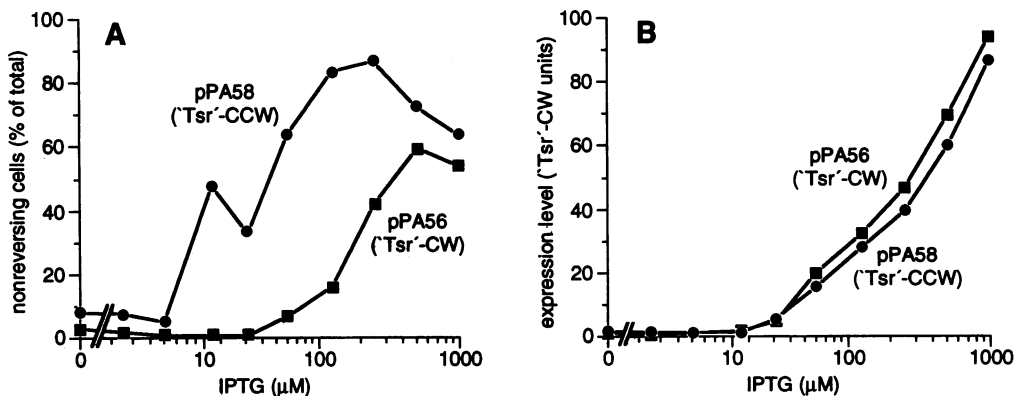 A
nonreversing cells (% of total)
100
80
60
40
20
0
pPA58
(`Tsr´-CCW)
pPA56
(`Tsr´-CW)
0
10
100
1000
IPTG (µM)
B
expression level (`Tsr´-CW units)
100
80
60
40
20
0
pPA56
(`Tsr´-CW)
pPA58
(`Tsr´-CCW)
0
10
100
1000
IPTG (µM)